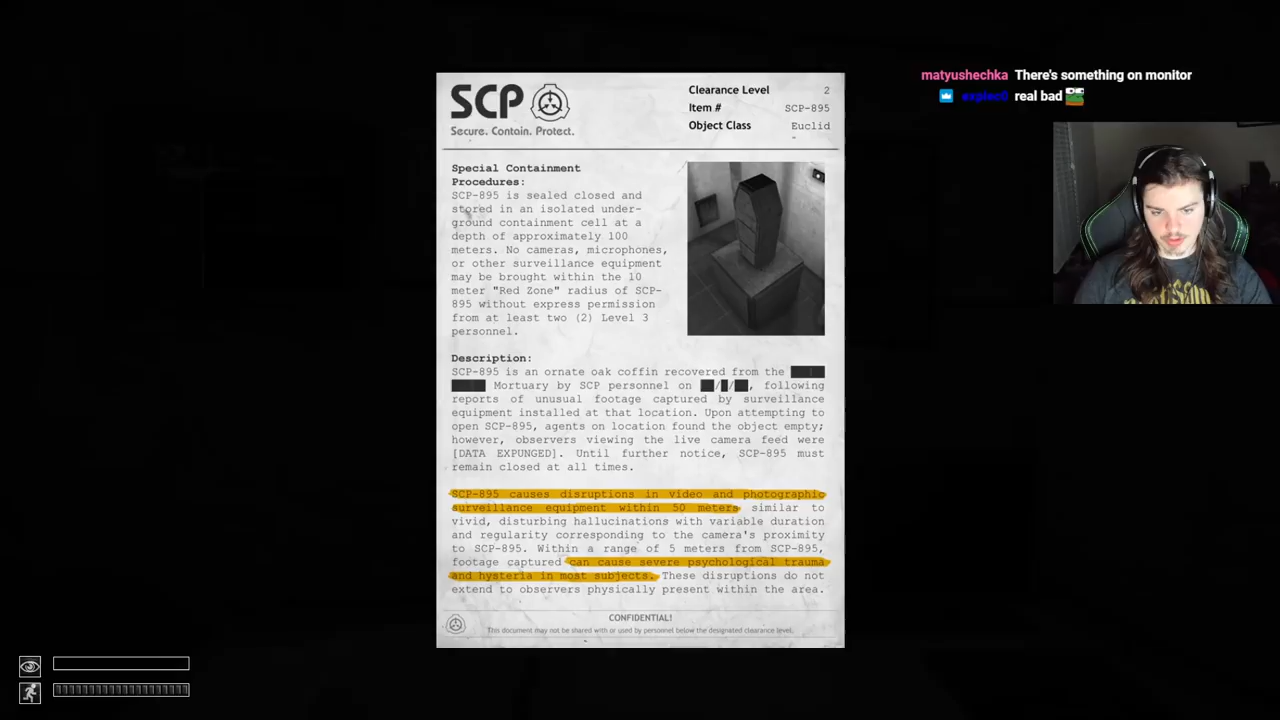 SCP
Secure. Contain. Protect.
Clearance Level 2
Item # SCP-895
Object Class Euclid
Special Containment
Procedures:
SCP-895 is sealed closed and
stored in an isolated under-
ground containment cell at a
depth of approximately 100
meters. No cameras, microphones,
or other surveillance equipment
may be brought within the 10
meter "Red Zone" radius of SCP-
895 without express permission
from at least two (2) Level 3
personnel.
Description:
SCP-895 is an ornate oak coffin recovered from the
Mortuary by SCP personnel on / / , following
reports of unusual footage captured by surveillance
equipment installed at that location. Upon attempting to
open SCP-895, agents on location found the object empty;
however, observers viewing the live camera feed were
[DATA EXPUNGED]. Until further notice, SCP-895 must
remain closed at all times.
SCP-895 causes disruptions in video and photographic
surveillance equipment within 50 meters similar to
vivid, disturbing hallucinations with variable duration
and regularity corresponding to the camera's proximity
to SCP-895. Within a range of 5 meters from SCP-895,
footage captured can cause severe psychological trauma
and hysteria in most subjects. These disruptions do not
extend to observers physically present within the area.
CONFIDENTIAL!
This document may not be shared with or used by personnel below the designated clearance level.
matyushechka There's something on monitor
real bad